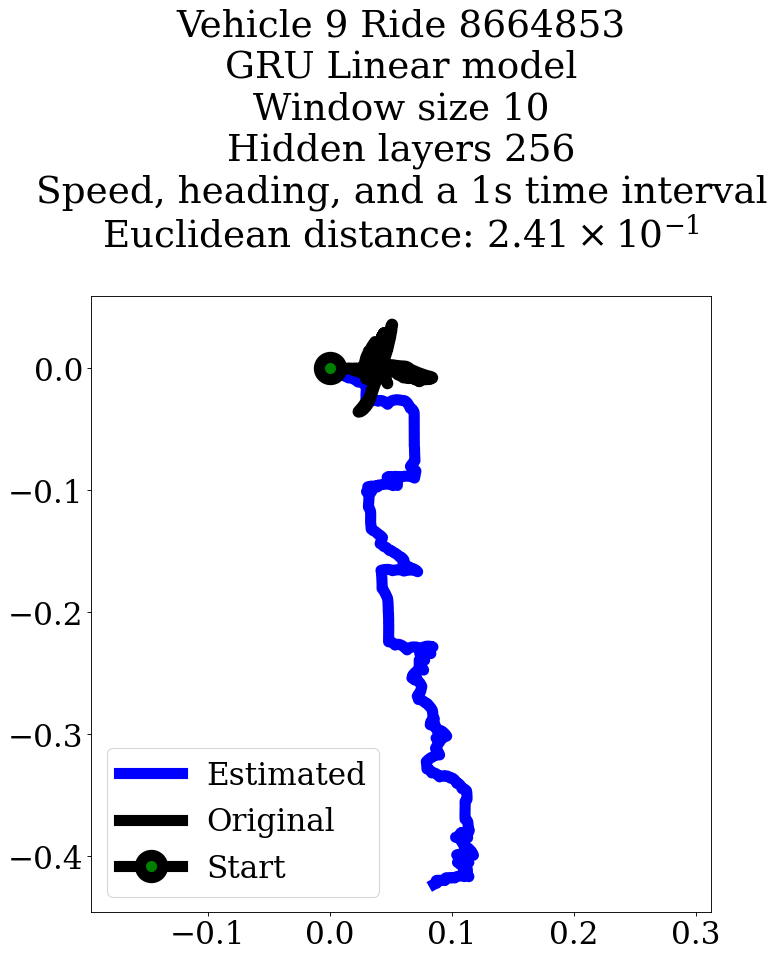 Vehicle 9 Ride 8664853
GRU Linear model
Window size 10
Hidden layers 256
Speed, heading, and a 1s time interval
Euclidean distance: 2.41 × 10⁻¹
0.0
−0.1
−0.2
−0.3
−0.4
Estimated
Original
Start
−0.1 0.0 0.1 0.2 0.3